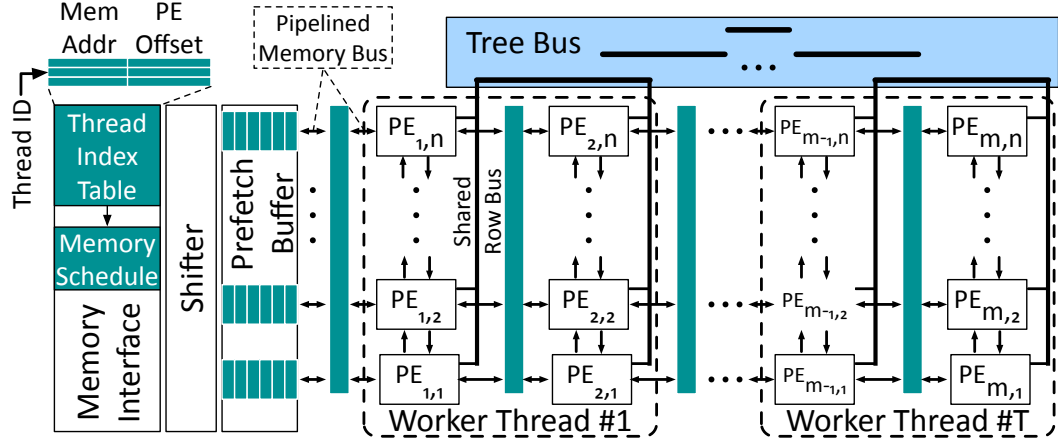 Mem
Addr
PE
Offset
Thread ID
Thread
Index
Table
Memory
Schedule
Memory
Interface
Shifter
Prefetch
Buffer
Pipelined
Memory Bus
Tree Bus
...
Shared
Row Bus
PE1,n
PE2,n
PEm-1,n
PEm,n
PE1,2
PE2,2
PEm-1,2
PEm,2
PE1,1
PE2,1
PEm-1,1
PEm,1
Worker Thread #1
Worker Thread #T